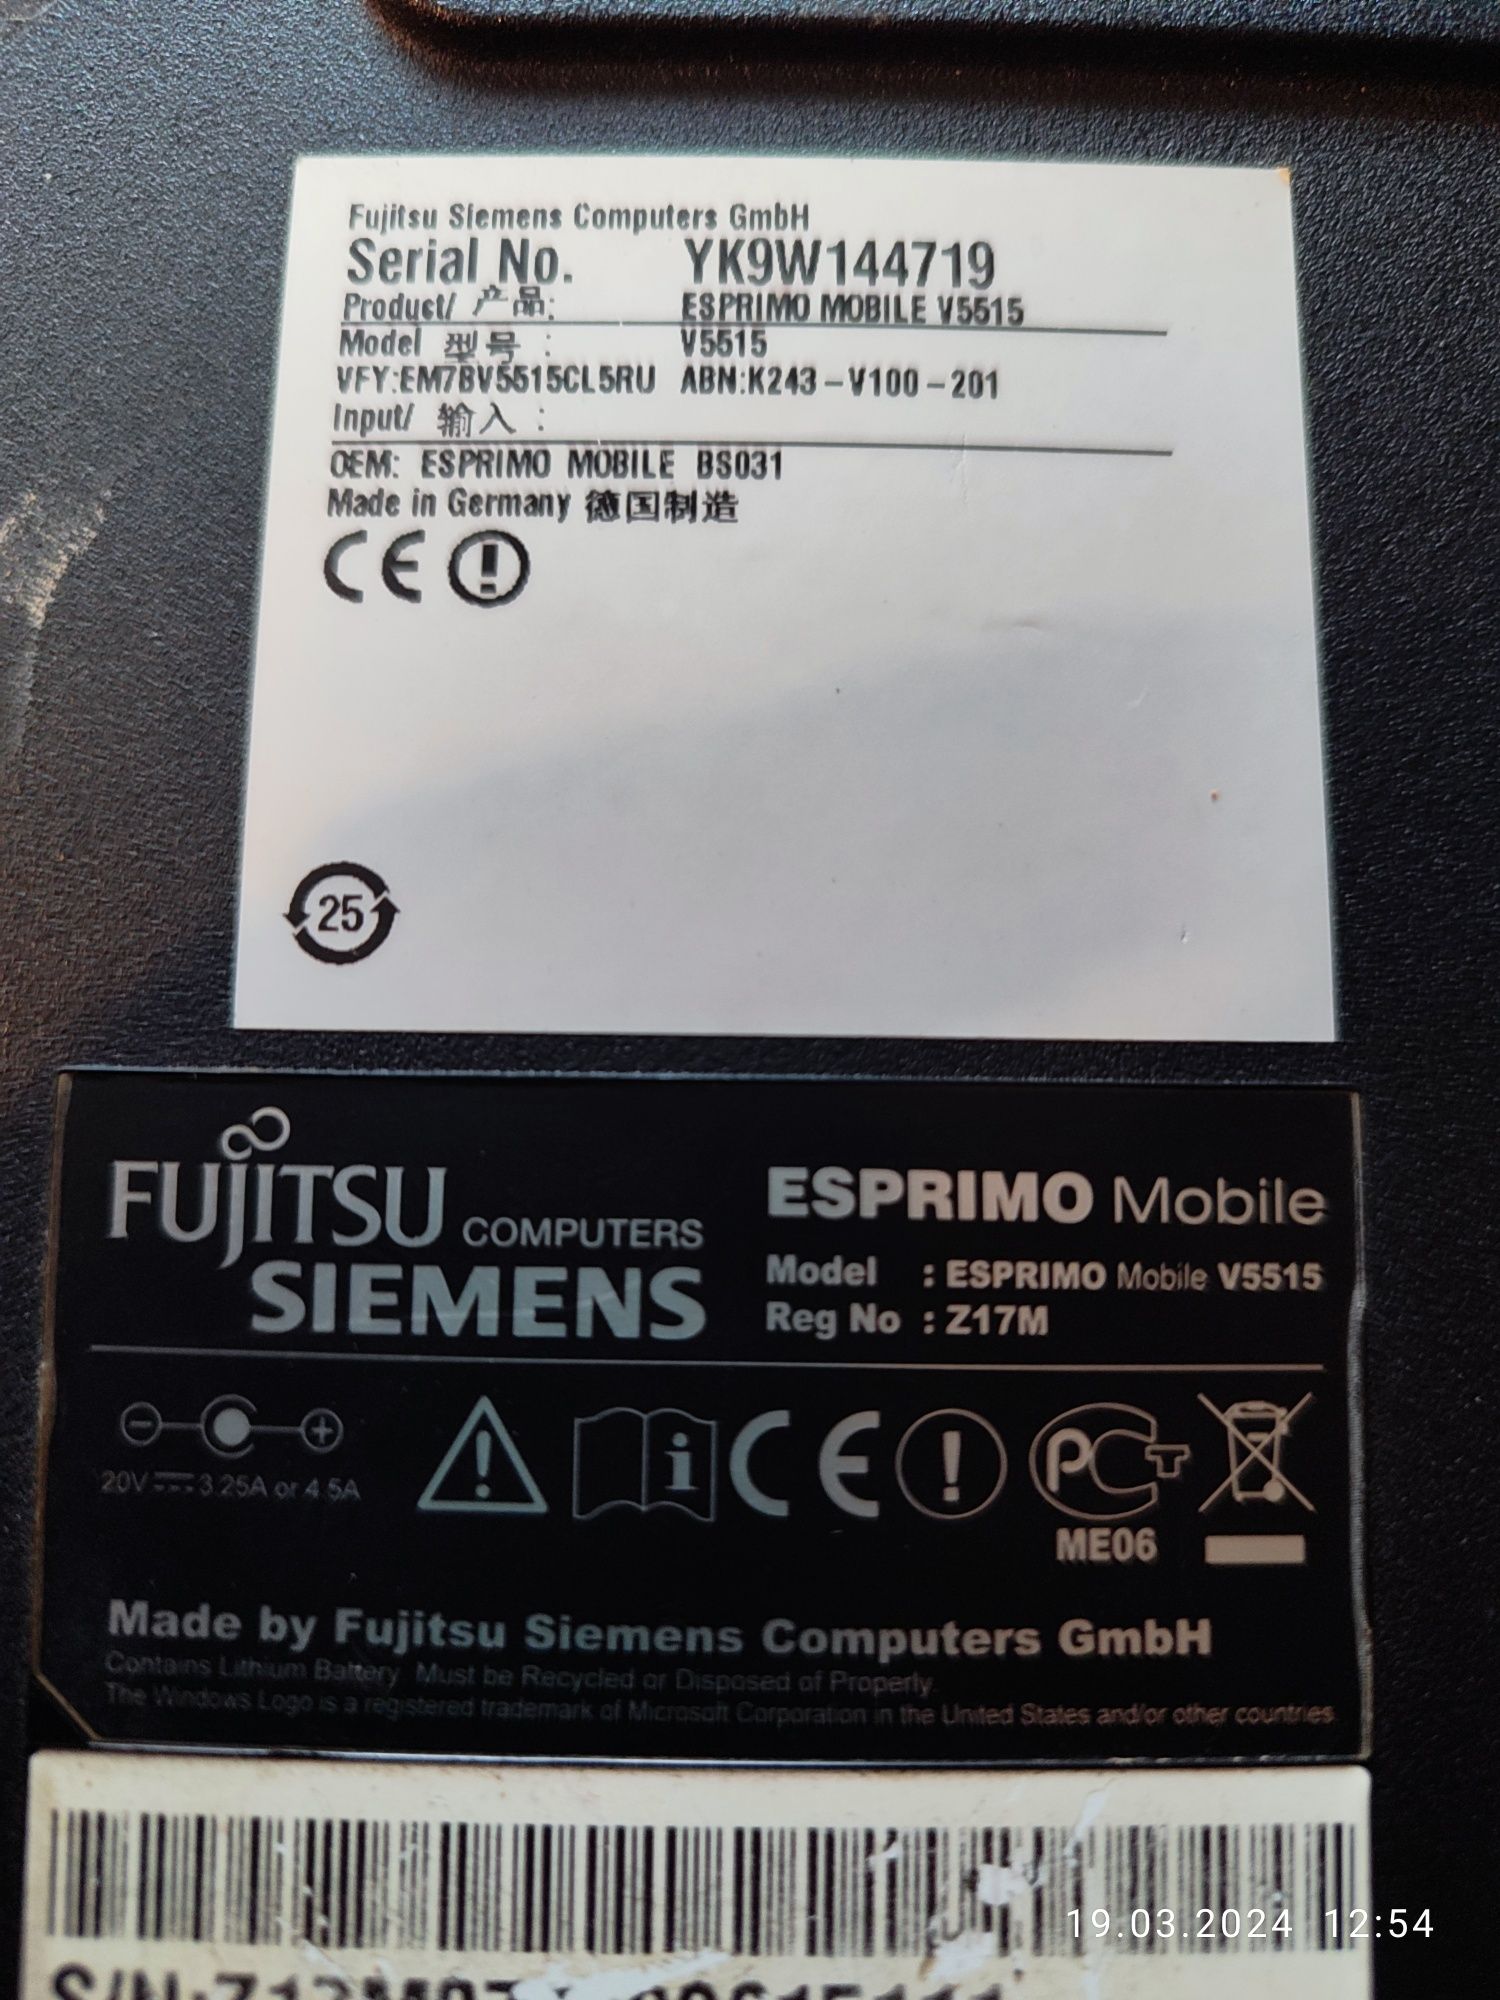 Fujitsu Siemens Computers GmbH
Serial No. YK9W144719
Product/ 产品: ESPRIMO MOBILE V5515
Model 型号 : V5515
VFY:EM7BV5515CL5RU ABN:K243-V100-201
Input/ 输入 :
OEM: ESPRIMO MOBILE BS031
Made in Germany 德国制造
CE
25
FUJITSU COMPUTERS
SIEMENS
ESPRIMO Mobile
Model : ESPRIMO Mobile V5515
Reg No : Z17M
20V 3.25A or 4.5A
i CE PCT
ME06
Made by Fujitsu Siemens Computers GmbH
Contains Lithium Battery. Must be Recycled or Disposed of Properly.
The Windows Logo is a registered trademark of Microsoft Corporation in the United States and/or other countries.
19.03.2024 12:54